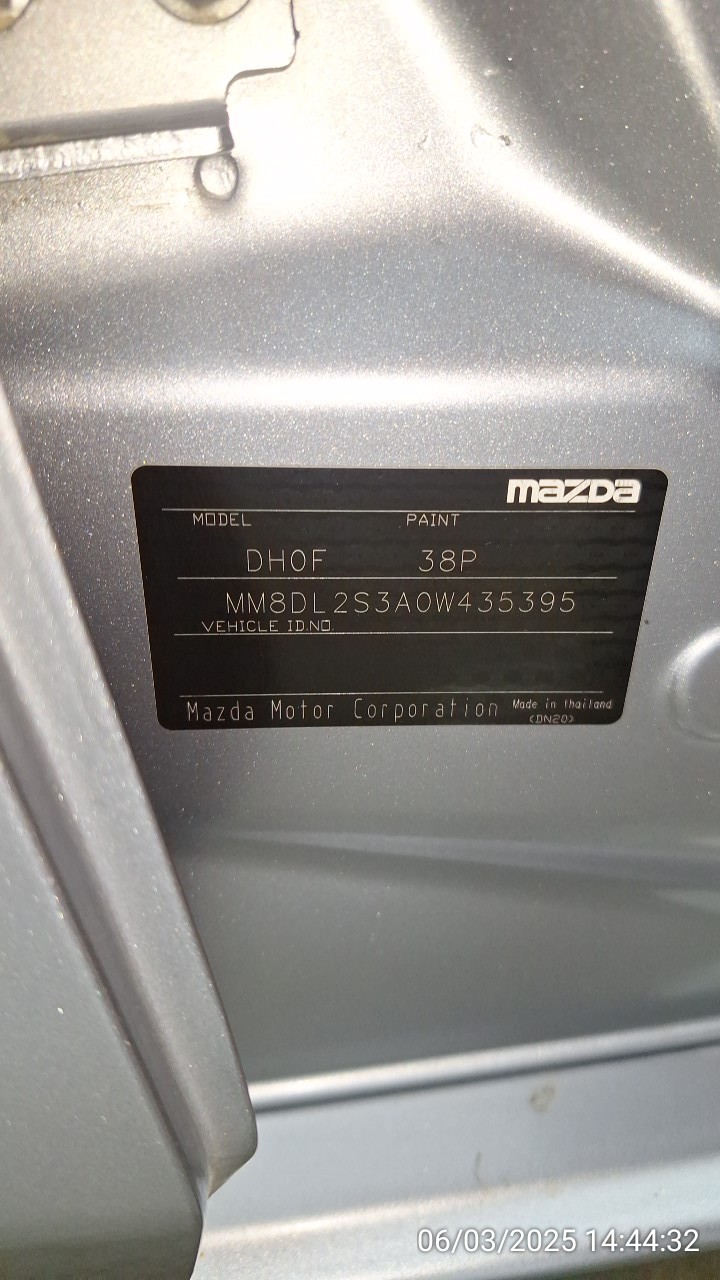 mazda
MODEL PAINT
DH0F 38P
MM8DL2S3A0W435395
VEHICLE ID.NO.
Mazda Motor Corporation Made in Thailand
(DN20)
06/03/2025 14:44:32